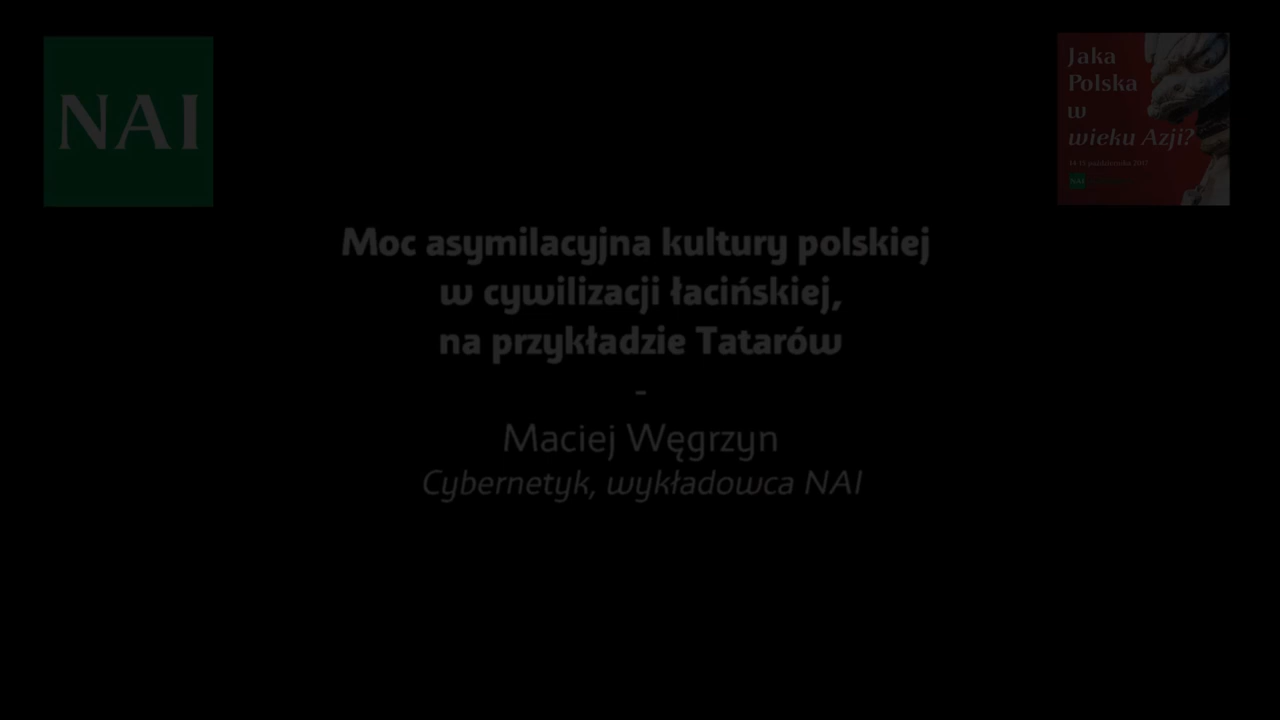 NAI
Jaka
Polska
w
wieku Azji?
NAI
Moc asymilacyjna kultury polskiej
w cywilizacji łacińskiej,
na przykładzie Tatarów
-
Maciej Węgrzyn
Cybernetyk, wykładowca NAI